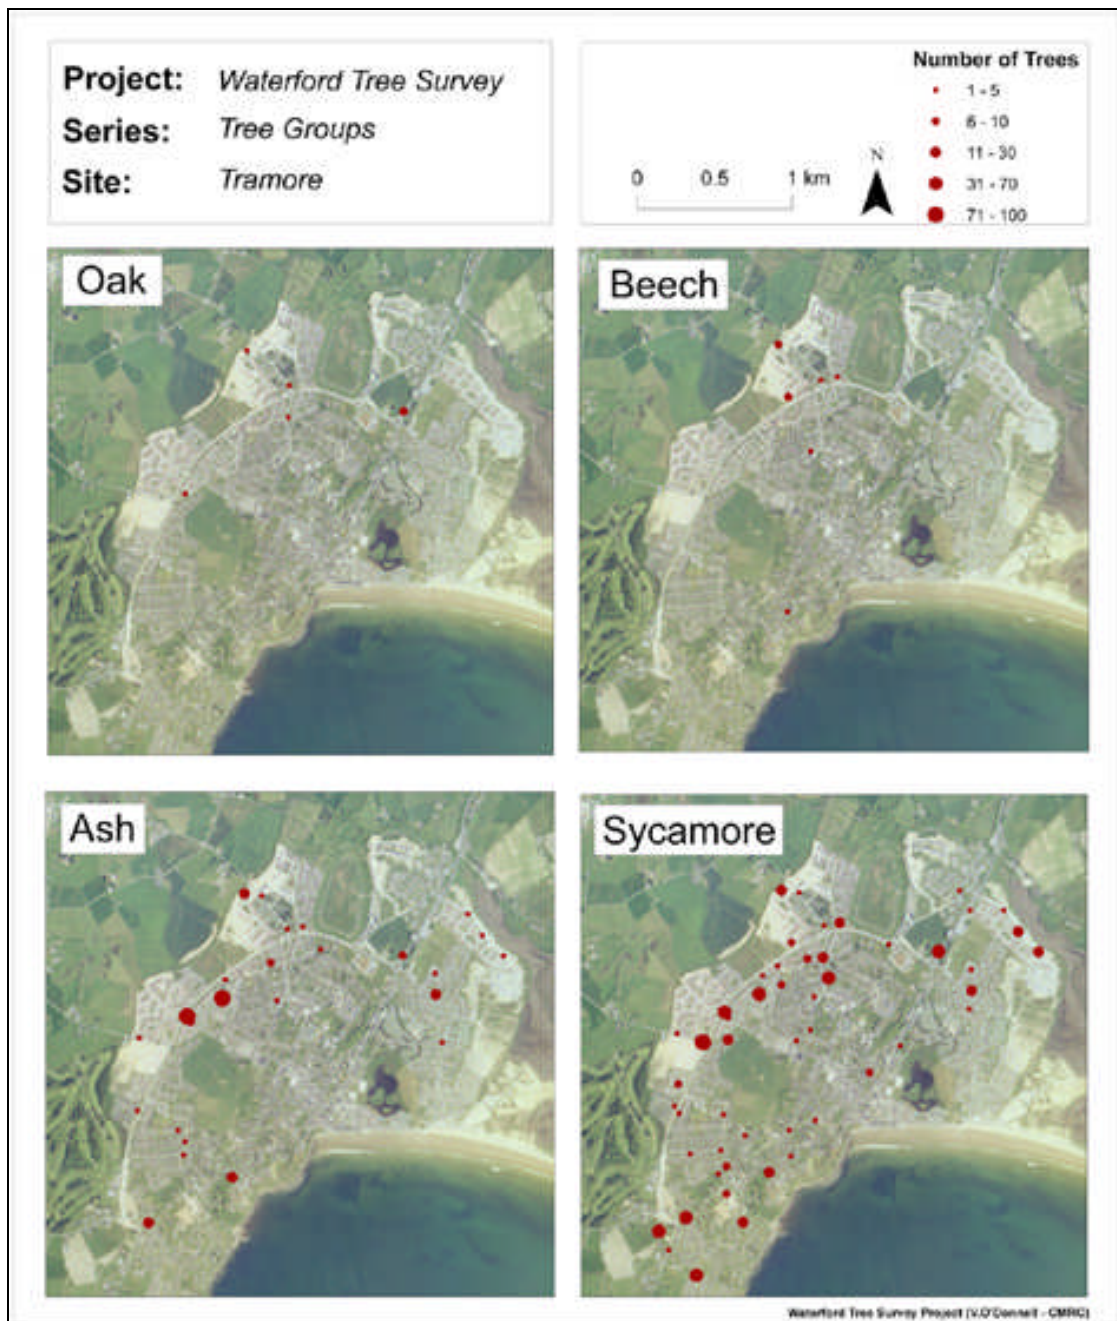 Project: Waterford Tree Survey
Series: Tree Groups
Site: Tramore
Number of Trees
1 - 5
6 - 10
11 - 30
31 - 70
71 - 100
N
0 0.5 1 km
Oak
Beech
Ash
Sycamore
Waterford Tree Survey Project (V.O'Donnell - CMRC)